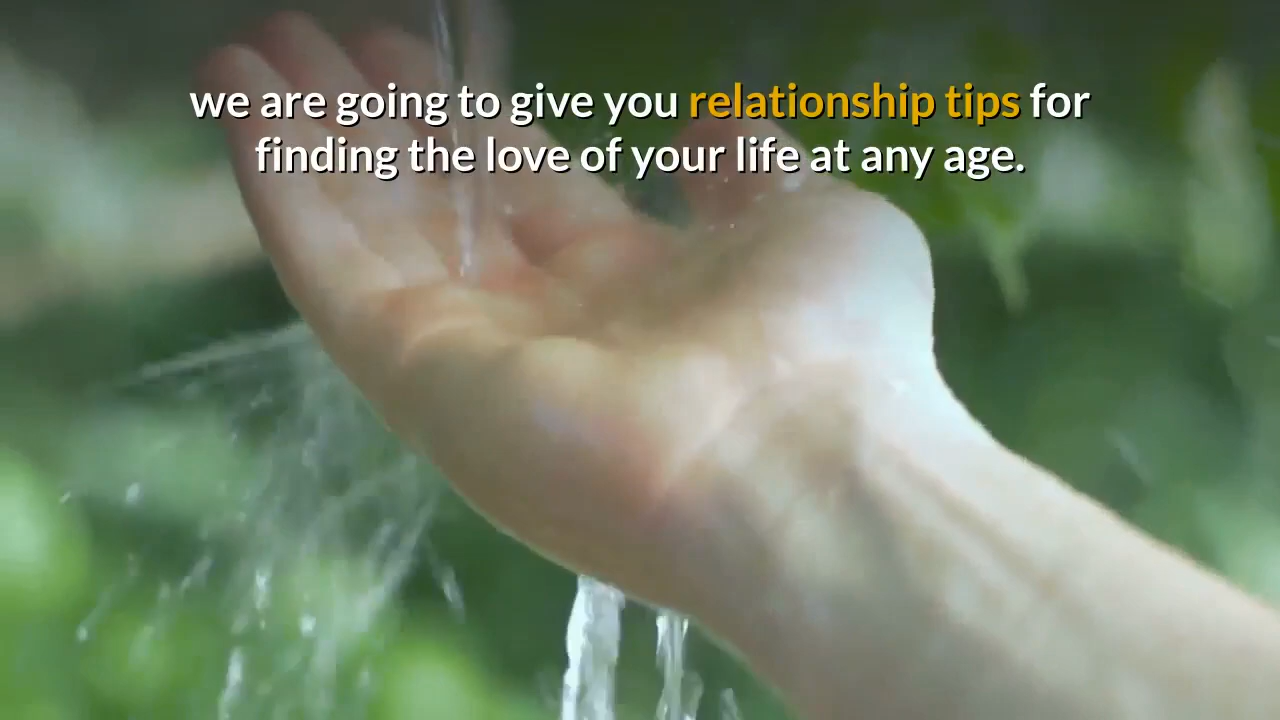 we are going to give you relationship tips for
finding the love of your life at any age.